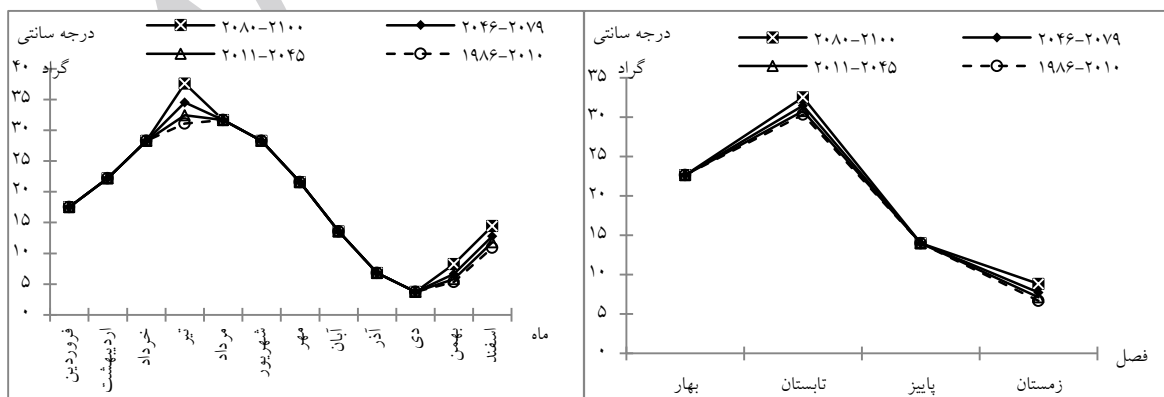 درجه سانتی
گراد
۲۰۸۰-۲۱۰۰
۲۰۴۶-۲۰۷۹
۲۰۱۱-۲۰۴۵
۱۹۸۶-۲۰۱۰
۴۰
۳۵
۳۰
۲۵
۲۰
۱۵
۱۰
۵
۰
فروردین
اردیبهشت
خرداد
تیر
مرداد
شهریور
مهر
آبان
آذر
دی
بهمن
اسفند
ماه
درجه سانتی
گراد
۲۰۸۰-۲۱۰۰
۲۰۴۶-۲۰۷۹
۲۰۱۱-۲۰۴۵
۱۹۸۶-۲۰۱۰
۳۵
۳۰
۲۵
۲۰
۱۵
۱۰
۵
۰
بهار
تابستان
پاییز
زمستان
فصل